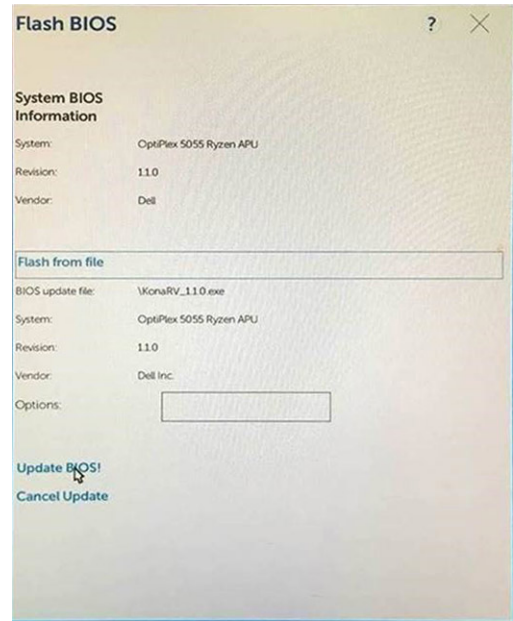 Flash BIOS
?
System BIOS
Information
System: OptiPlex 5055 Ryzen APU
Revision: 1.1.0
Vendor: Dell
Flash from file
BIOS update file: \KonaRV_1.1.0.exe
System: OptiPlex 5055 Ryzen APU
Revision: 1.1.0
Vendor: Dell Inc.
Options:
Update BIOS!
Cancel Update